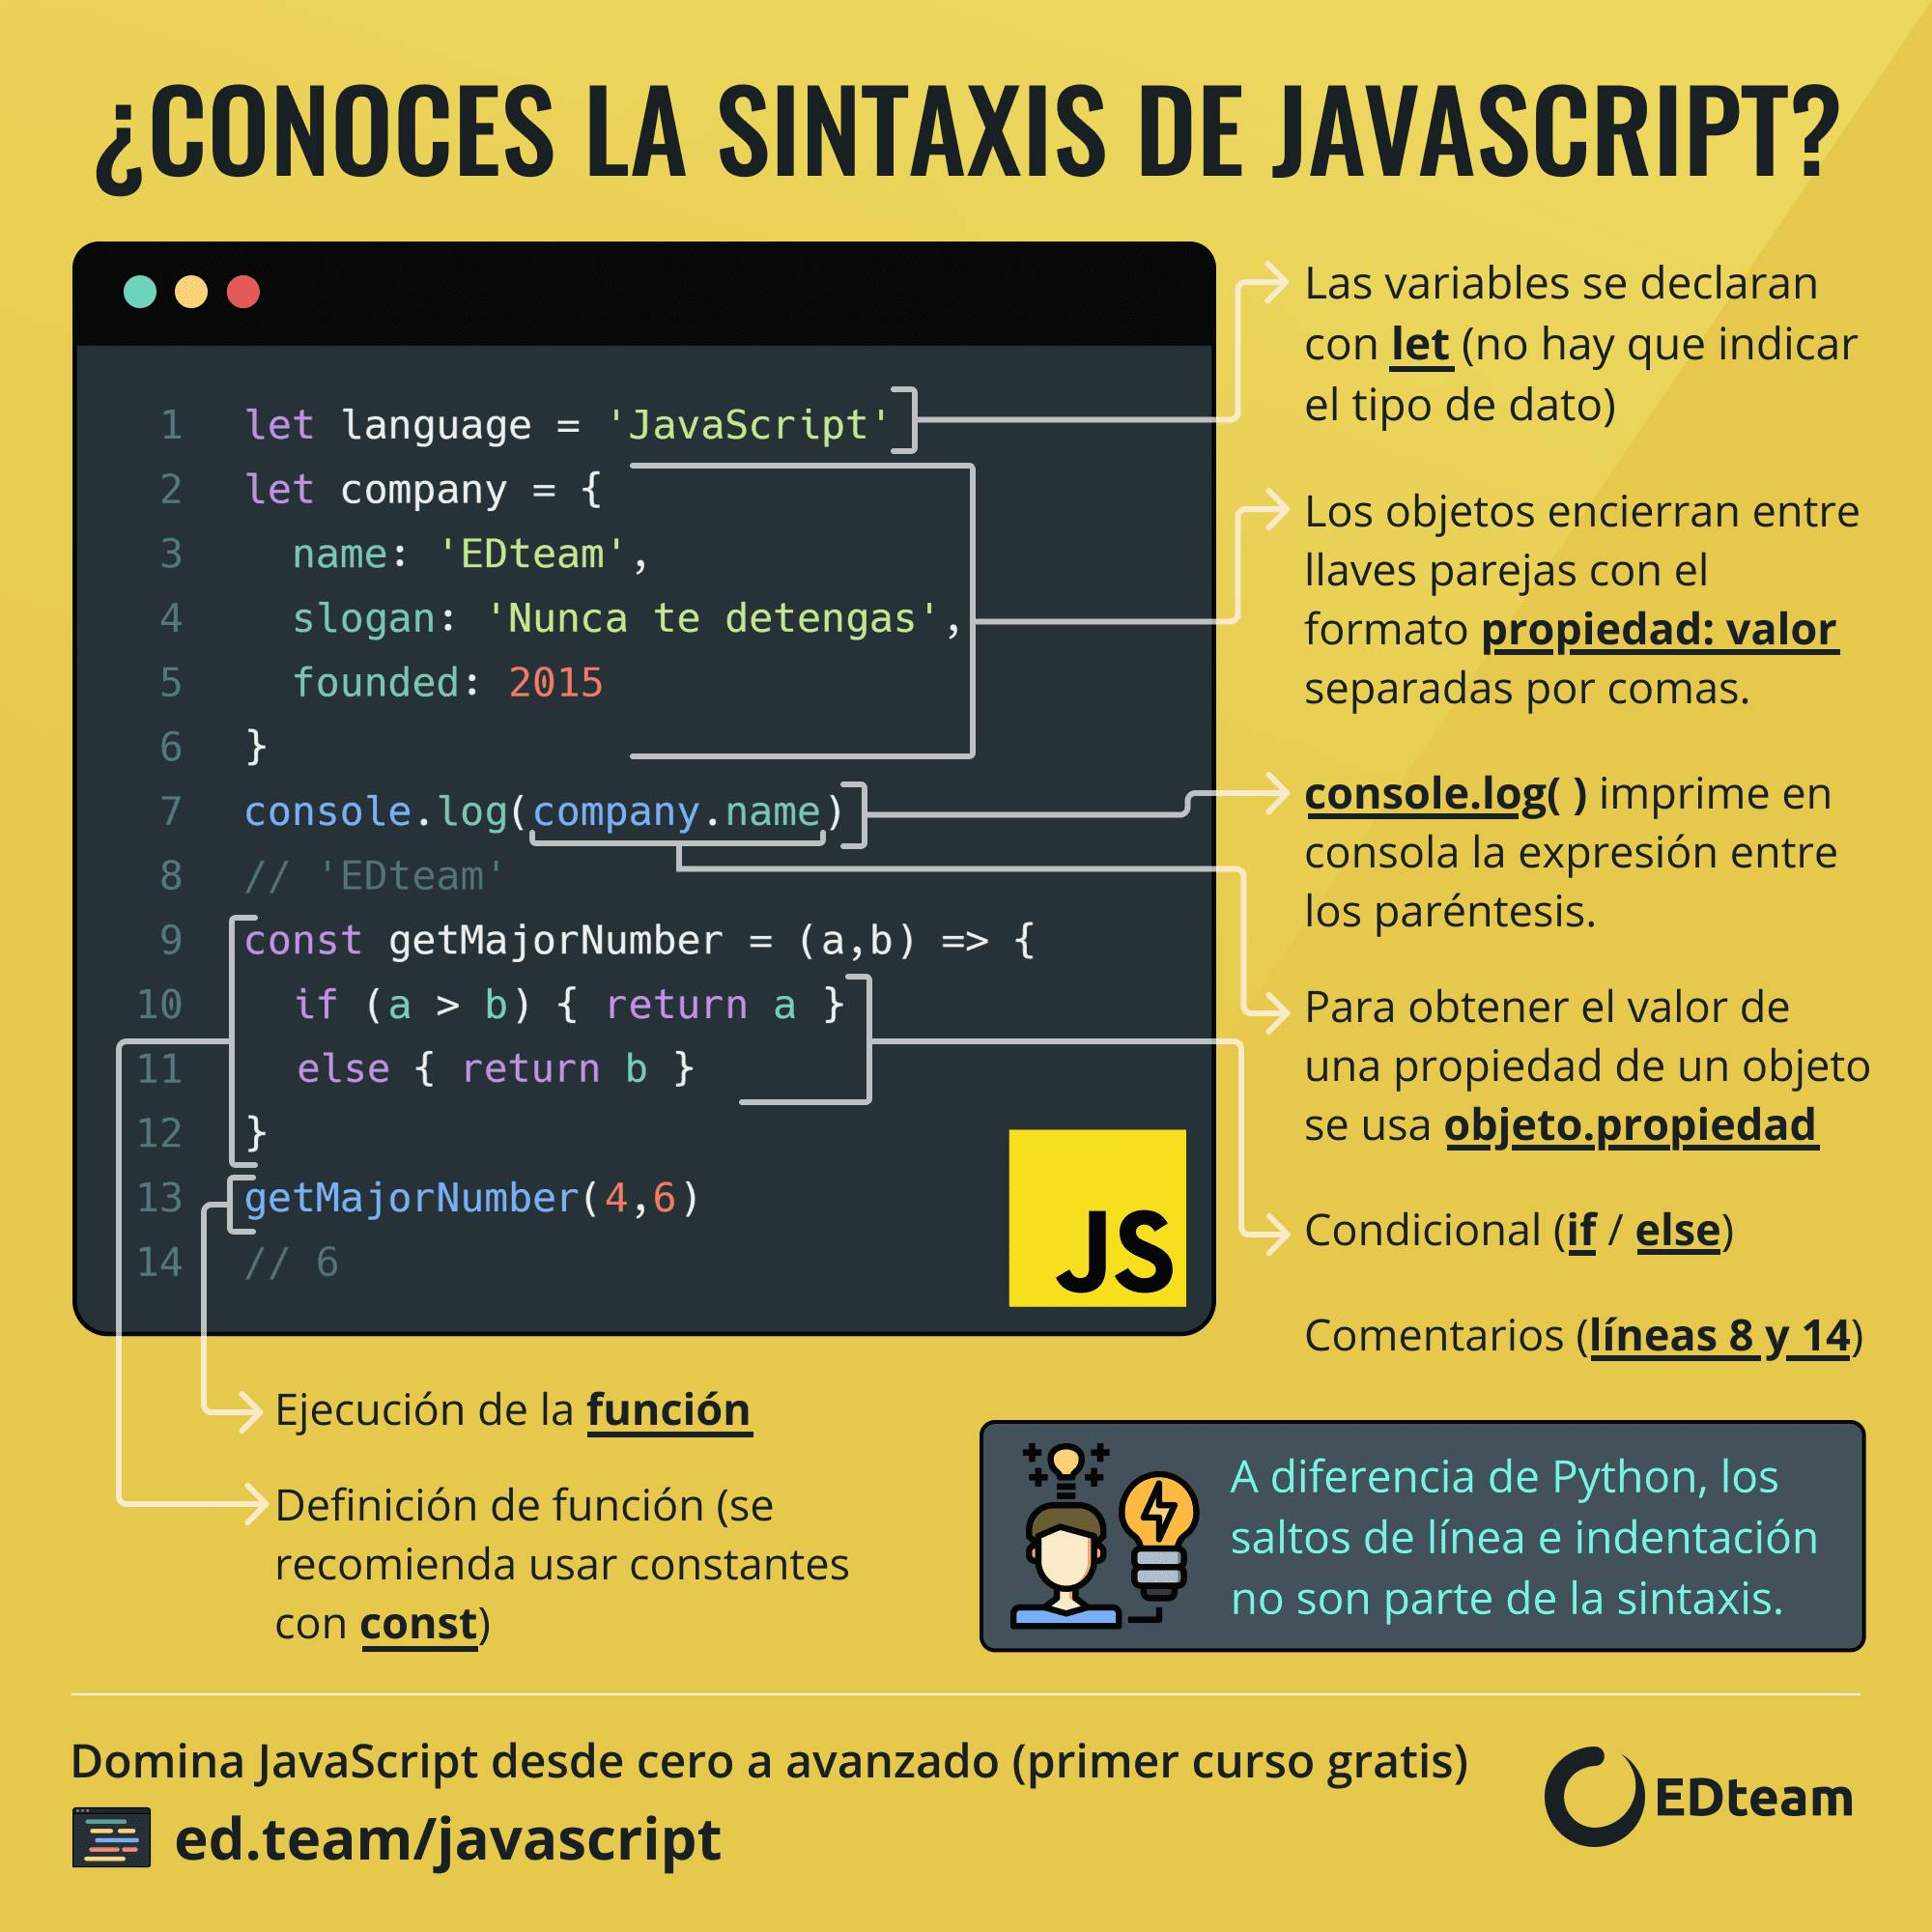 ¿CONOCES LA SINTAXIS DE JAVASCRIPT?
1 let language = 'JavaScript'
2 let company = {
3 name: 'EDteam',
4 slogan: 'Nunca te detengas',
5 founded: 2015
6 }
7 console.log(company.name)
8 // 'EDteam'
9 const getMajorNumber = (a,b) => {
10 if (a > b) { return a }
11 else { return b }
12 }
13 getMajorNumber(4,6)
14 // 6
JS
Las variables se declaran
con let (no hay que indicar
el tipo de dato)
Los objetos encierran entre
llaves parejas con el
formato propiedad: valor
separadas por comas.
console.log( ) imprime en
consola la expresión entre
los paréntesis.
Para obtener el valor de
una propiedad de un objeto
se usa objeto.propiedad
Condicional (if / else)
Comentarios (líneas 8 y 14)
Ejecución de la función
Definición de función (se
recomienda usar constantes
con const)
A diferencia de Python, los
saltos de línea e indentación
no son parte de la sintaxis.
Domina JavaScript desde cero a avanzado (primer curso gratis)
ed.team/javascript
EDteam